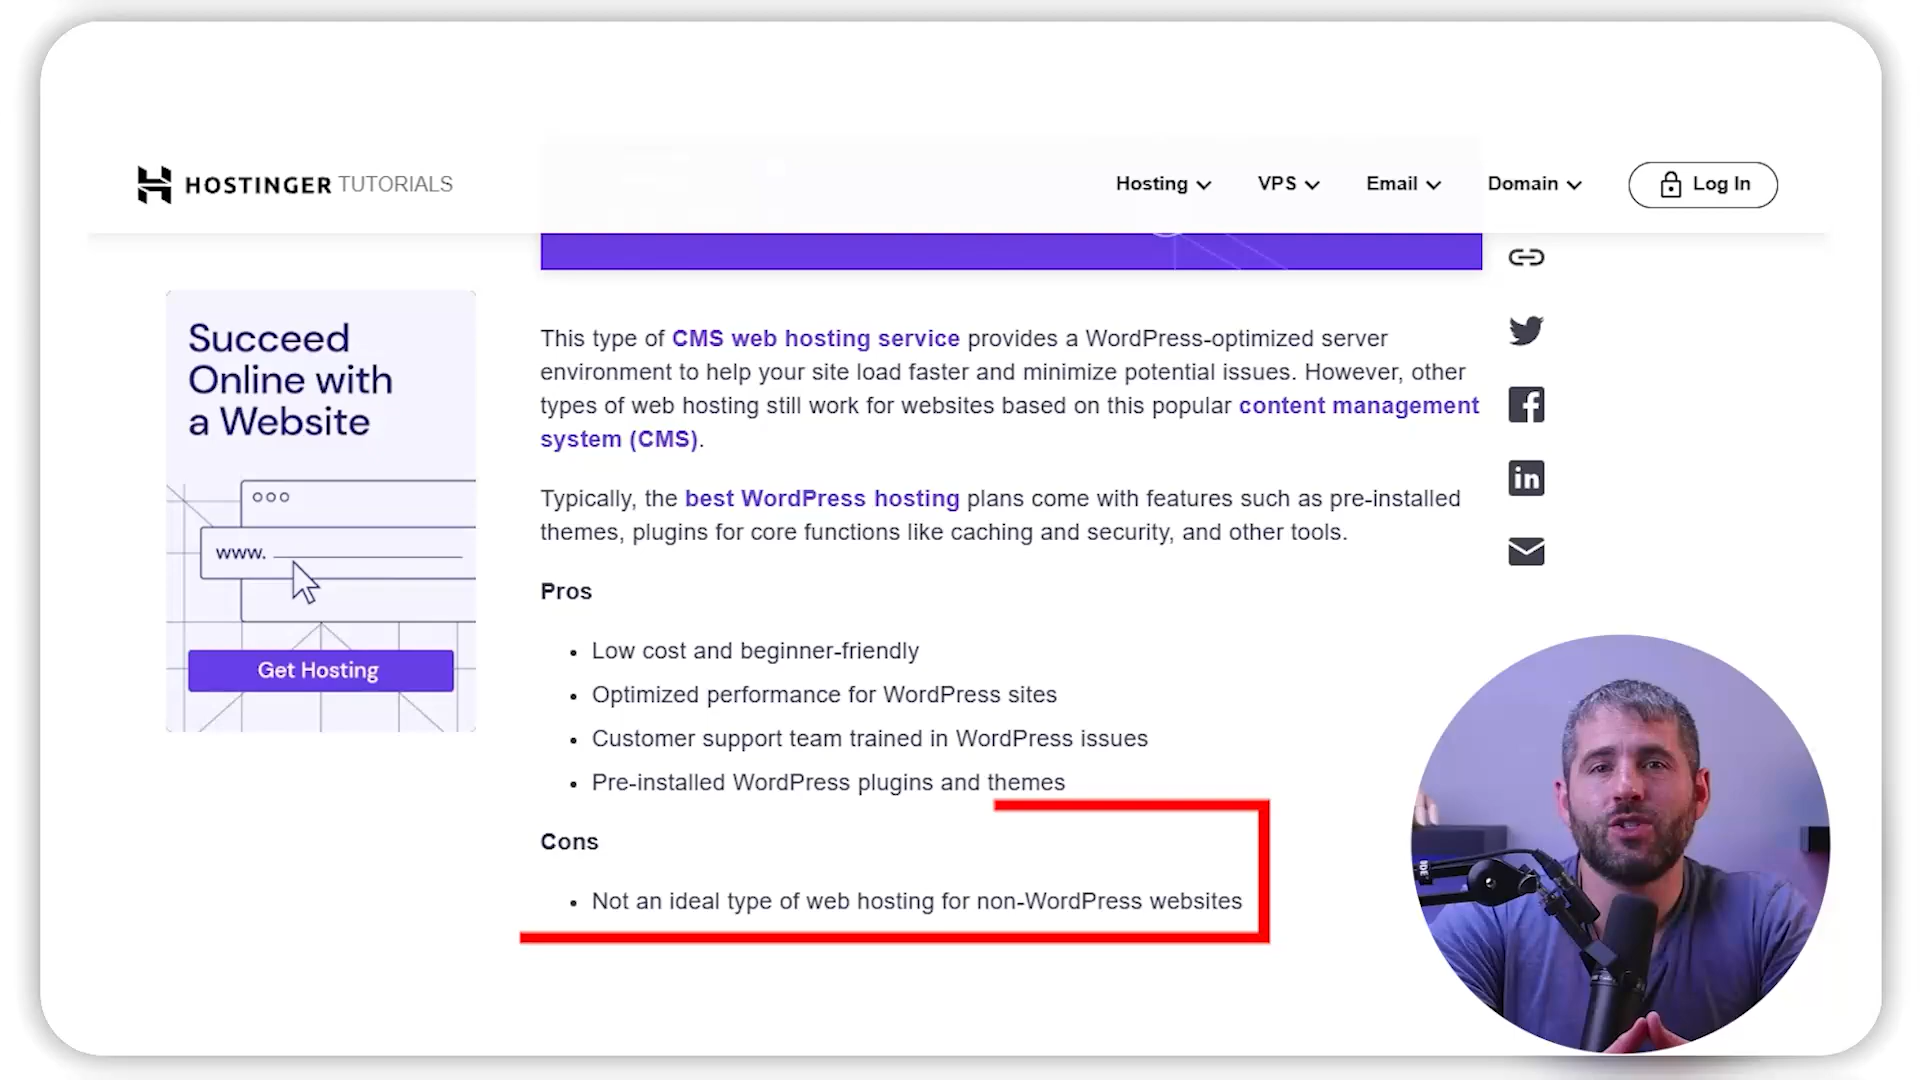 HOSTINGER TUTORIALS
Hosting
VPS
Email
Domain
Log In
Succeed
Online with
a Website
www.
Get Hosting
This type of CMS web hosting service provides a WordPress-optimized server
environment to help your site load faster and minimize potential issues. However, other
types of web hosting still work for websites based on this popular content management
system (CMS).
Typically, the best WordPress hosting plans come with features such as pre-installed
themes, plugins for core functions like caching and security, and other tools.
Pros
• Low cost and beginner-friendly
• Optimized performance for WordPress sites
• Customer support team trained in WordPress issues
• Pre-installed WordPress plugins and themes
Cons
• Not an ideal type of web hosting for non-WordPress websites